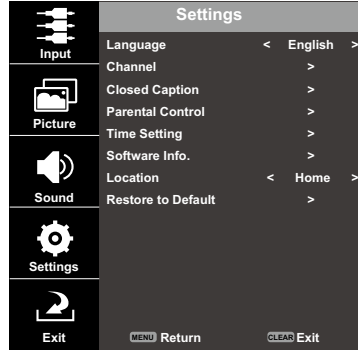 Settings
Input
Picture
Sound
Settings
Exit
Language < English >
Channel >
Closed Caption >
Parental Control >
Time Setting >
Software Info. >
Location < Home >
Restore to Default >
MENU Return CLEAR Exit